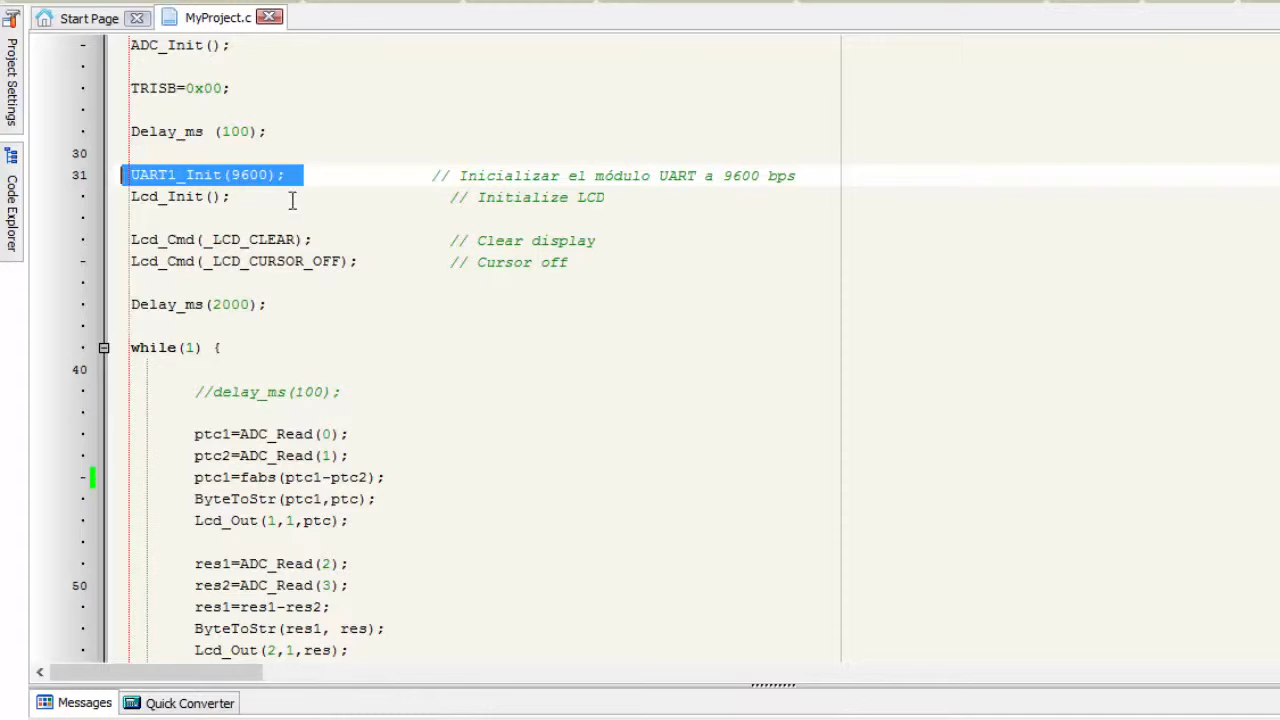 Start Page
MyProject.c
Project Settings
Code Explorer
ADC_Init();
TRISB=0x00;
Delay_ms (100);
30
31 UART1_Init(9600); // Inicializar el módulo UART a 9600 bps
Lcd_Init(); // Initialize LCD
Lcd_Cmd(_LCD_CLEAR); // Clear display
Lcd_Cmd(_LCD_CURSOR_OFF); // Cursor off
Delay_ms(2000);
while(1) {
40
//delay_ms(100);
ptc1=ADC_Read(0);
ptc2=ADC_Read(1);
ptc1=fabs(ptc1-ptc2);
ByteToStr(ptc1,ptc);
Lcd_Out(1,1,ptc);
res1=ADC_Read(2);
50 res2=ADC_Read(3);
res1=res1-res2;
ByteToStr(res1, res);
Lcd_Out(2,1,res);
Messages
Quick Converter